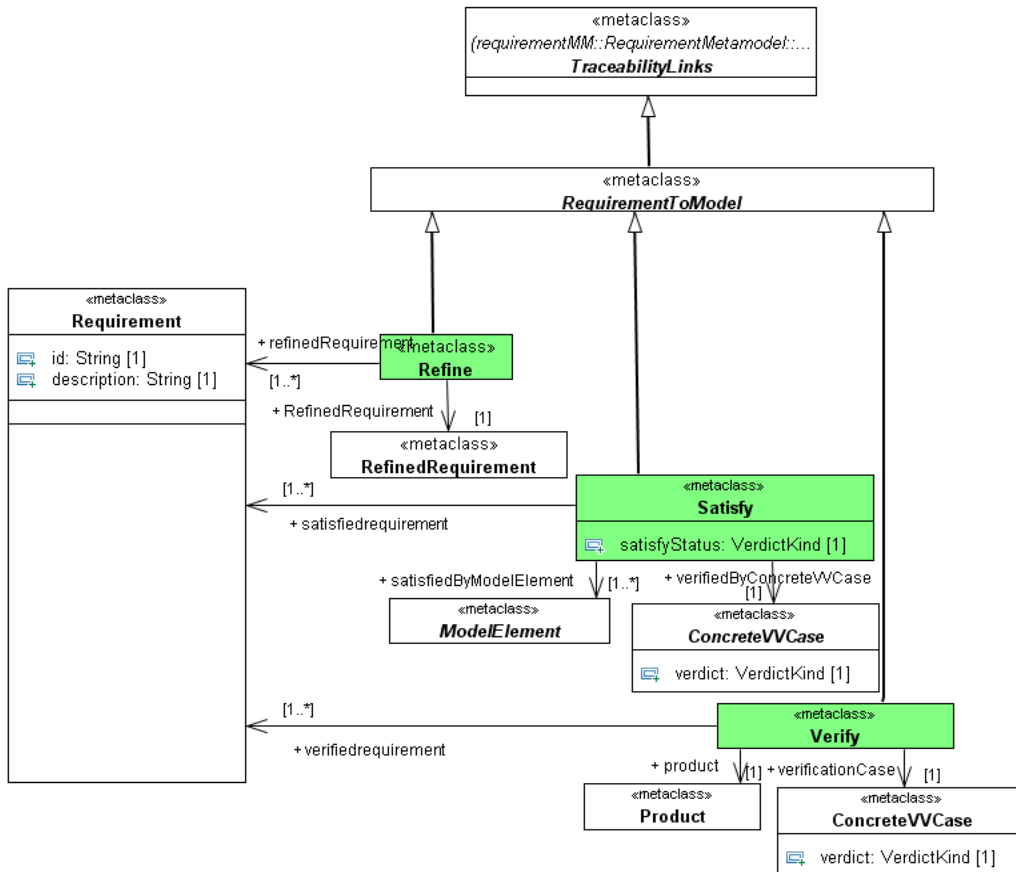 «metaclass»
(requirementMM::RequirementMetamodel::...
TraceabilityLinks
«metaclass»
RequirementToModel
«metaclass»
Requirement
id: String [1]
description: String [1]
+ refinedRequirement
[1..*]
«metaclass»
Refine
+ RefinedRequirement
[1]
«metaclass»
RefinedRequirement
[1..*]
+ satisfiedrequirement
«metaclass»
Satisfy
satisfyStatus: VerdictKind [1]
+ satisfiedByModelElement
[1..*]
+ verifiedByConcreteVVCase
[1]
«metaclass»
ModelElement
«metaclass»
ConcreteVVCase
verdict: VerdictKind [1]
[1..*]
+ verifiedrequirement
«metaclass»
Verify
+ product
[1]
+ verificationCase
[1]
«metaclass»
Product
«metaclass»
ConcreteVVCase
verdict: VerdictKind [1]